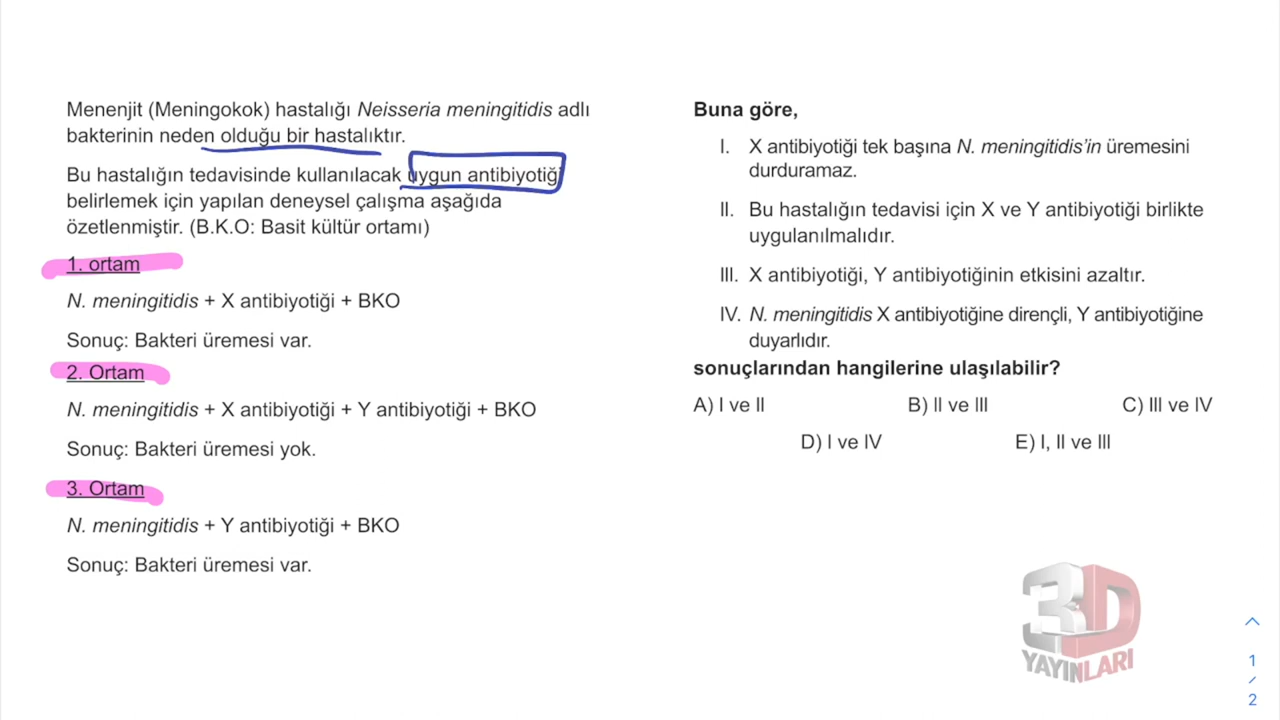 Menenjit (Meningokok) hastalığı Neisseria meningitidis adlı
bakterinin neden olduğu bir hastalıktır.
Bu hastalığın tedavisinde kullanılacak uygun antibiyotiği
belirlemek için yapılan deneysel çalışma aşağıda
özetlenmiştir. (B.K.O: Basit kültür ortamı)
1. ortam
N. meningitidis + X antibiyotiği + BKO
Sonuç: Bakteri üremesi var.
2. Ortam
N. meningitidis + X antibiyotiği + Y antibiyotiği + BKO
Sonuç: Bakteri üremesi yok.
3. Ortam
N. meningitidis + Y antibiyotiği + BKO
Sonuç: Bakteri üremesi var.
Buna göre,
I. X antibiyotiği tek başına N. meningitidis'in üremesini
durduramaz.
II. Bu hastalığın tedavisi için X ve Y antibiyotiği birlikte
uygulanılmalıdır.
III. X antibiyotiği, Y antibiyotiğinin etkisini azaltır.
IV. N. meningitidis X antibiyotiğine dirençli, Y antibiyotiğine
duyarlıdır.
sonuçlarından hangilerine ulaşılabilir?
A) I ve II B) II ve III C) III ve IV
D) I ve IV E) I, II ve III
3D
YAYINLARI
1
/
2